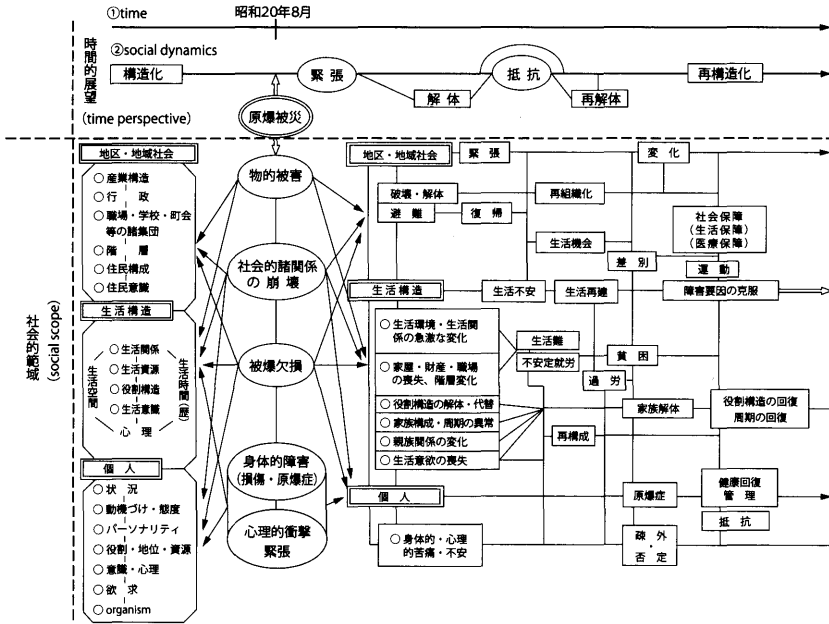 ①time
昭和20年8月
時間的展望
(time perspective)
②social dynamics
構造化
緊 張
解 体
抵 抗
再解体
再構造化
原爆被災
社会的範域
(social scope)
地区・地域社会
○ 産業構造
○ 行　政
○ 職場・学校・町会
等の諸集団
○ 階　層
○ 住民構成
○ 住民意識
生 活 構 造
生活空間
○ 生活関係
○ 生活資源
○ 役割構造
○ 生活意識
心 理
生活時間(歴)
個 人
○ 状 況
○ 動機づけ・態度
○ パーソナリティ
○ 役割・地位・資源
○ 意識・心理
○ 欲 求
○ organism
物的被害
社会的諸関係
の 崩 壊
被爆欠損
身体的障害
(損傷・原爆症)
心理的衝撃
緊張
地区・地域社会
緊 張
変 化
破壊・解体
再組織化
避 難
復 帰
社会保障
(生活保障)
(医療保障)
生活機会
差 別
運 動
生活構造
生活不安
生活再建
障害要因の克服
○ 生活環境・生活関
係の急激な変化
生活難
○ 家屋・財産・職場
の喪失、階層変化
不安定就労
貧 困
過 労
○ 役割構造の解体・代替
家族解体
役割構造の回復
周期の回復
○ 家族構成・周期の異常
○ 親族関係の変化
再構成
○ 生活意欲の喪失
個 人
原爆症
健康回復
管 理
抵 抗
○ 身体的・心理
的苦痛・不安
疎 外
・
否 定